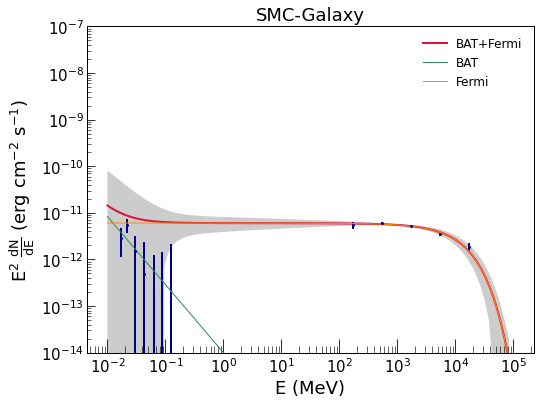 SMC-Galaxy
E² dN/dE (erg cm⁻² s⁻¹)
10⁻⁷
10⁻⁸
10⁻⁹
10⁻¹⁰
10⁻¹¹
10⁻¹²
10⁻¹³
10⁻¹⁴
BAT+Fermi
BAT
Fermi
10⁻² 10⁻¹ 10⁰ 10¹ 10² 10³ 10⁴ 10⁵
E (MeV)